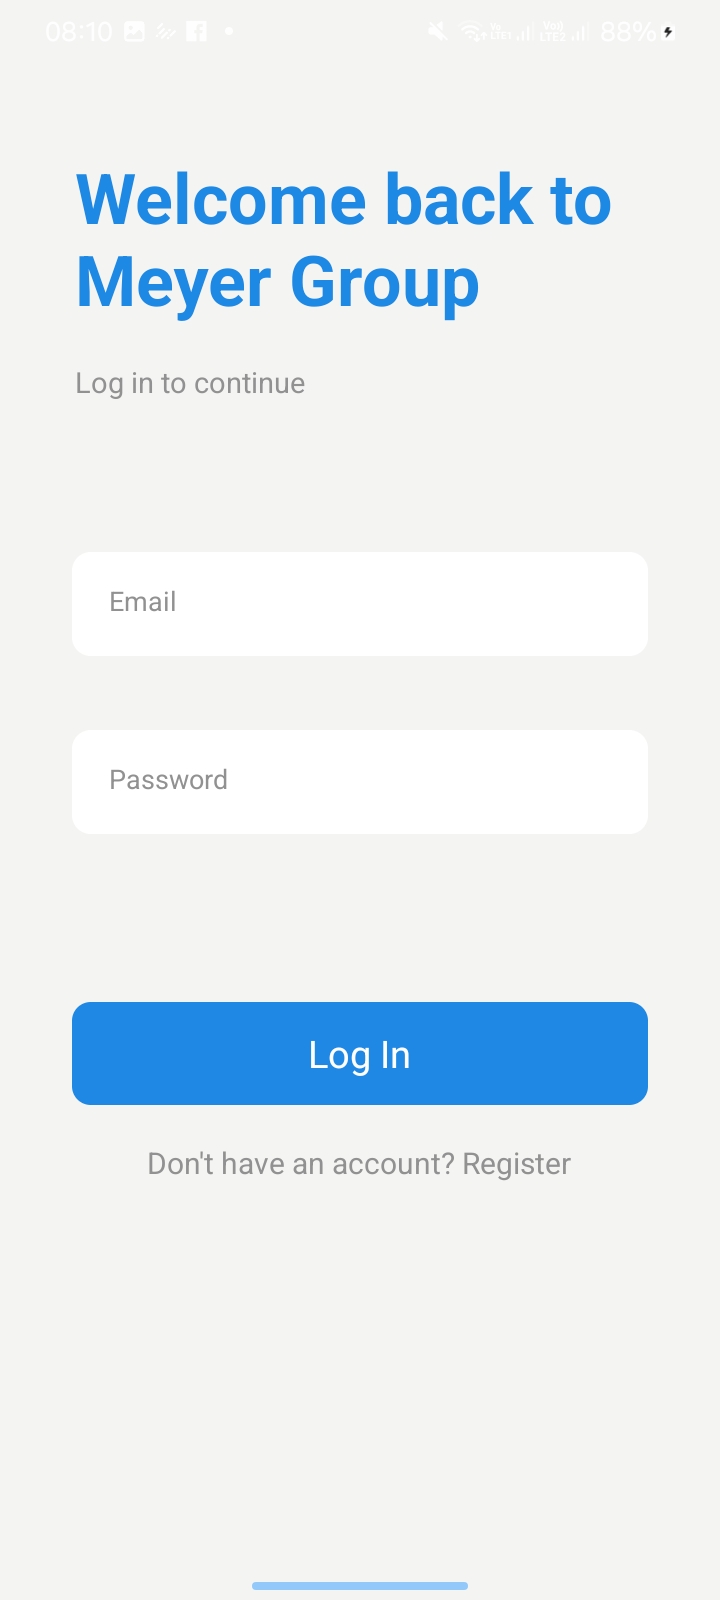 08:10 88%
Welcome back to
Meyer Group
Log in to continue
Email
Password
Log In
Don't have an account? Register